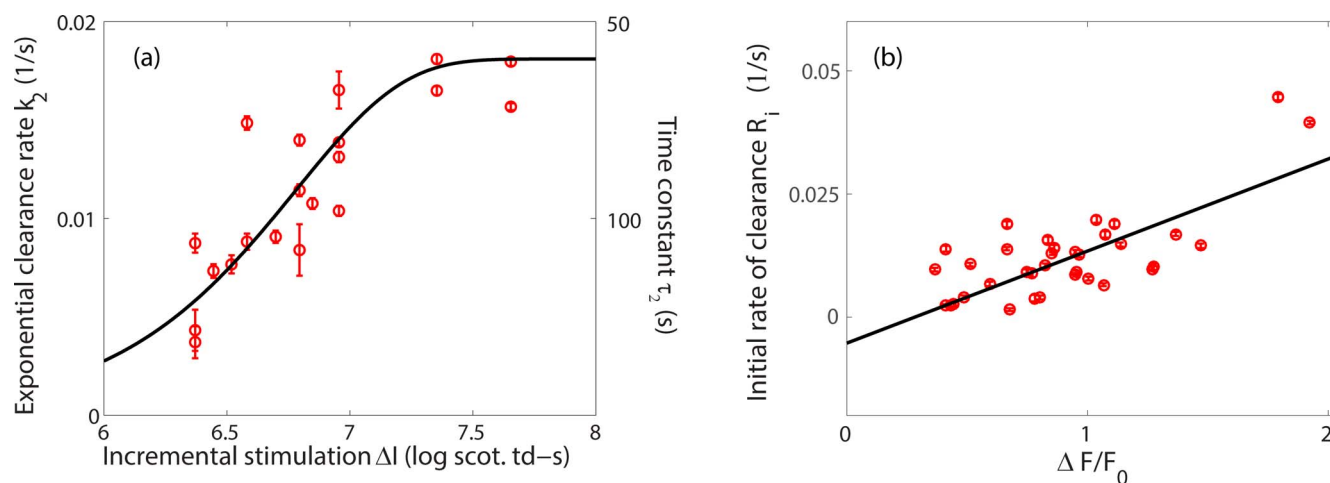 (a)
Exponential clearance rate k2 (1/s)
0.02
0.01
0
6
6.5
7
7.5
8
Incremental stimulation ΔI (log scot. td−s)
50
100
Time constant τ2 (s)
(b)
Initial rate of clearance Ri (1/s)
0.05
0.025
0
0
1
2
Δ F/F0